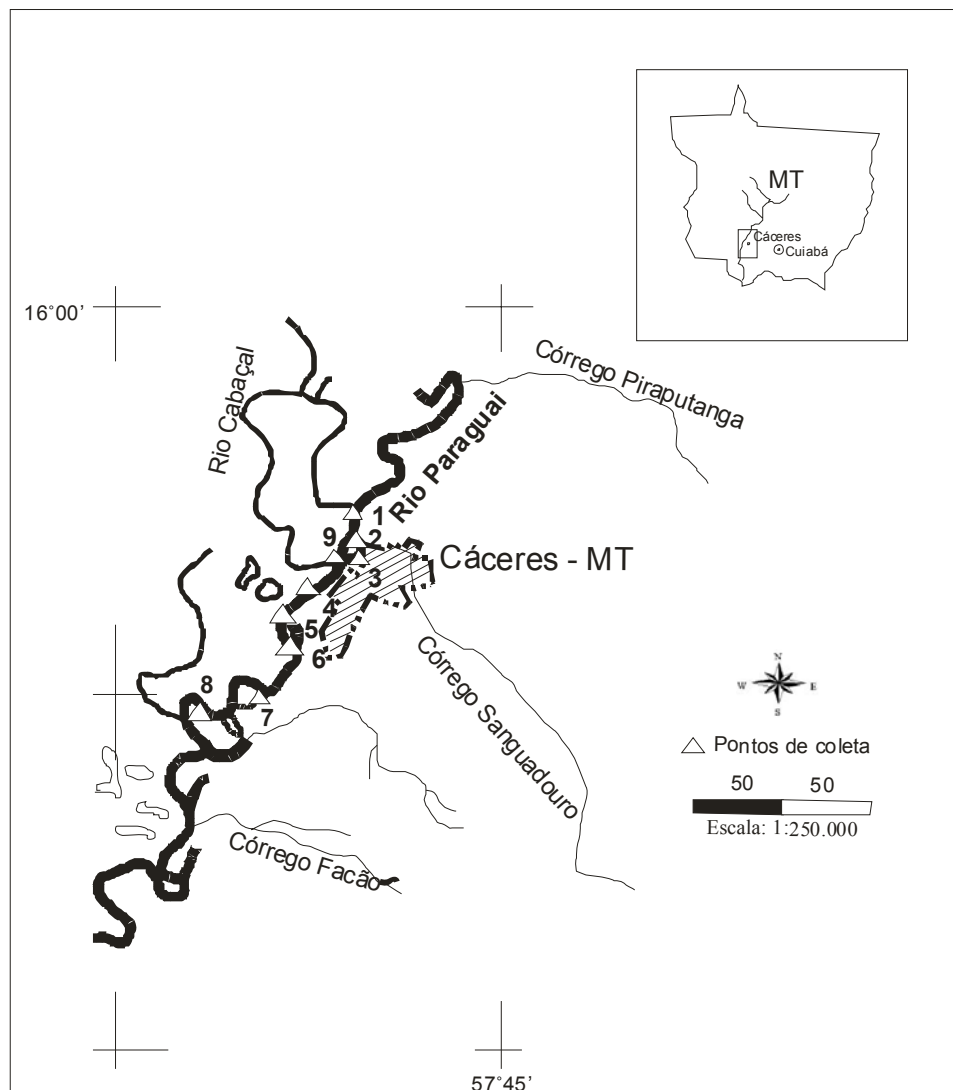 MT
Cáceres
Cuiabá
16°00'
Córrego Piraputanga
Rio Cabaçal
Rio Paraguai
1
2
9
3
Cáceres - MT
4
5
6
Córrego Sanguadouro
8
7
N
W E
S
Pontos de coleta
50 50
Escala: 1:250.000
Córrego Facão
57°45'